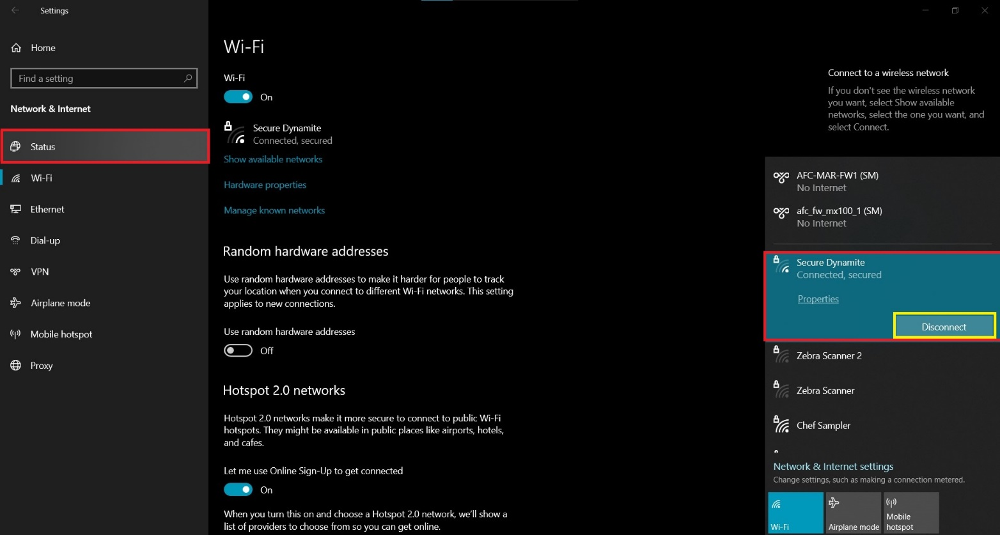 Settings
Home
Find a setting
Network & Internet
Status
Wi-Fi
Ethernet
Dial-up
VPN
Airplane mode
Mobile hotspot
Proxy
Wi-Fi
Wi-Fi
On
Secure Dynamite
Connected, secured
Show available networks
Hardware properties
Manage known networks
Random hardware addresses
Use random hardware addresses to make it harder for people to track
your location when you connect to different Wi-Fi networks. This setting
applies to new connections.
Use random hardware addresses
Off
Hotspot 2.0 networks
Hotspot 2.0 networks make it more secure to connect to public Wi-Fi
hotspots. They might be available in public places like airports, hotels,
and cafes.
Let me use Online Sign-Up to get connected
On
When you turn this on and choose a Hotspot 2.0 network, we'll show a
list of providers to choose from so you can get online.
Connect to a wireless network
If you don't see the wireless network
you want, select Show available
networks, select the one you want, and
select Connect.
AFC-MAR-FW1 (SM)
No Internet
afc_fw_mx100_1 (SM)
No Internet
Secure Dynamite
Connected, secured
Properties
Disconnect
Zebra Scanner 2
Zebra Scanner
Chef Sampler
Network & Internet settings
Change settings, such as making a connection metered.
Wi-Fi
Airplane mode
Mobile
hotspot